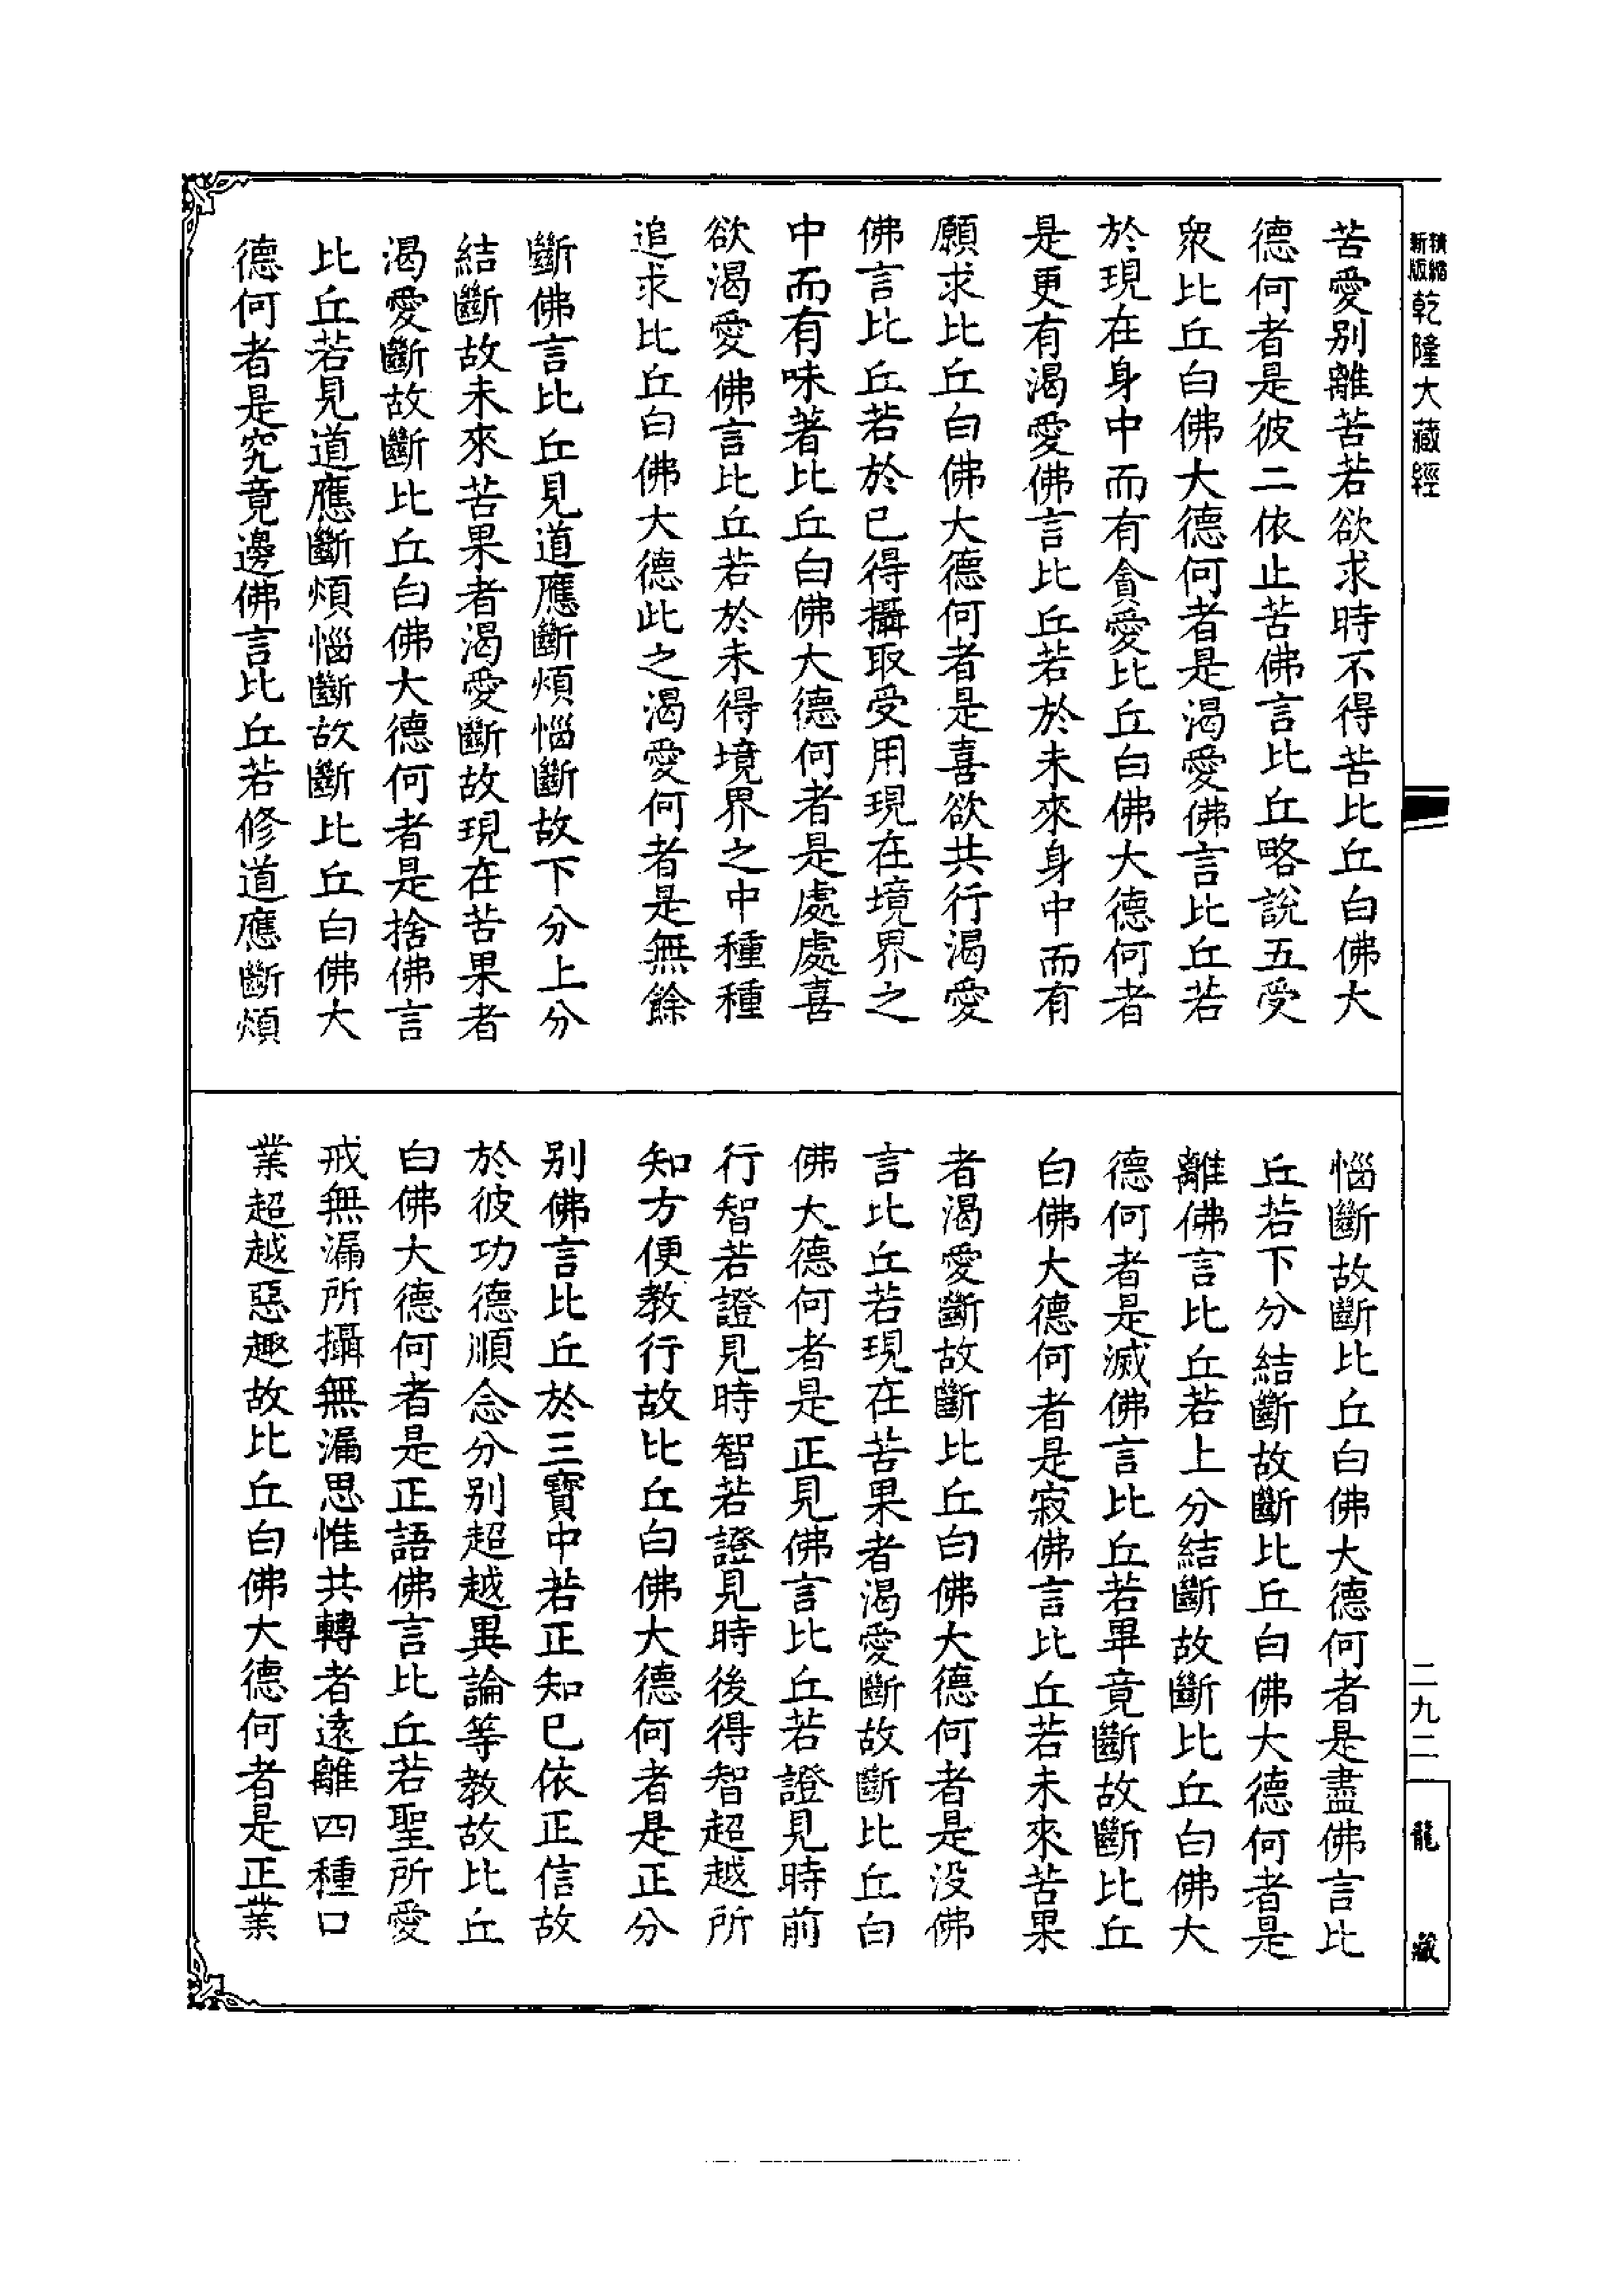 精縮
新版
乾隆大藏經
苦愛別離苦若欲求時不得苦比丘白佛大
德何者是彼二依止苦佛言比丘略說五受
衆比丘白佛大德何者是渴愛佛言比丘若
於現在身中而有貪愛比丘白佛大德何者
是更有渴愛佛言比丘若於未來身中而有
願求比丘白佛大德何者是喜欲共行渴愛
佛言比丘若於已得攝取受用現在境界之
中而有味著比丘白佛大德何者是處處喜
欲渴愛佛言比丘若於未得境界之中種種
追求比丘白佛大德此之渴愛何者是無餘
斷佛言比丘見道應斷煩惱斷故下分上分
結斷故未來苦果者渴愛斷故現在苦果者
渴愛斷故斷比丘白佛大德何者是捨佛言
比丘若見道應斷煩惱斷故斷比丘白佛大
德何者是究竟邊佛言比丘若修道應斷煩
惱斷故斷比丘白佛大德何者是盡佛言比
丘若下分結斷故斷比丘白佛大德何者是
離佛言比丘若上分結斷故斷比丘白佛大
德何者是滅佛言比丘若畢竟斷故斷比丘
白佛大德何者是寂佛言比丘若未來苦果
者渴愛斷故斷比丘白佛大德何者是没佛
言比丘若現在苦果者渴愛斷故斷比丘白
佛大德何者是正見佛言比丘若證見時前
行智若證見時智若證見時後得智超越所
知方便教行故比丘白佛大德何者是正分
別佛言比丘於三寶中若正知已依正信故
於彼功德順念分別超越異論等教故比丘
白佛大德何者是正語佛言比丘若聖所愛
戒無漏所攝無漏思惟共轉者遠離四種口
業超越惡趣故比丘白佛大德何者是正業
二九二
龍藏